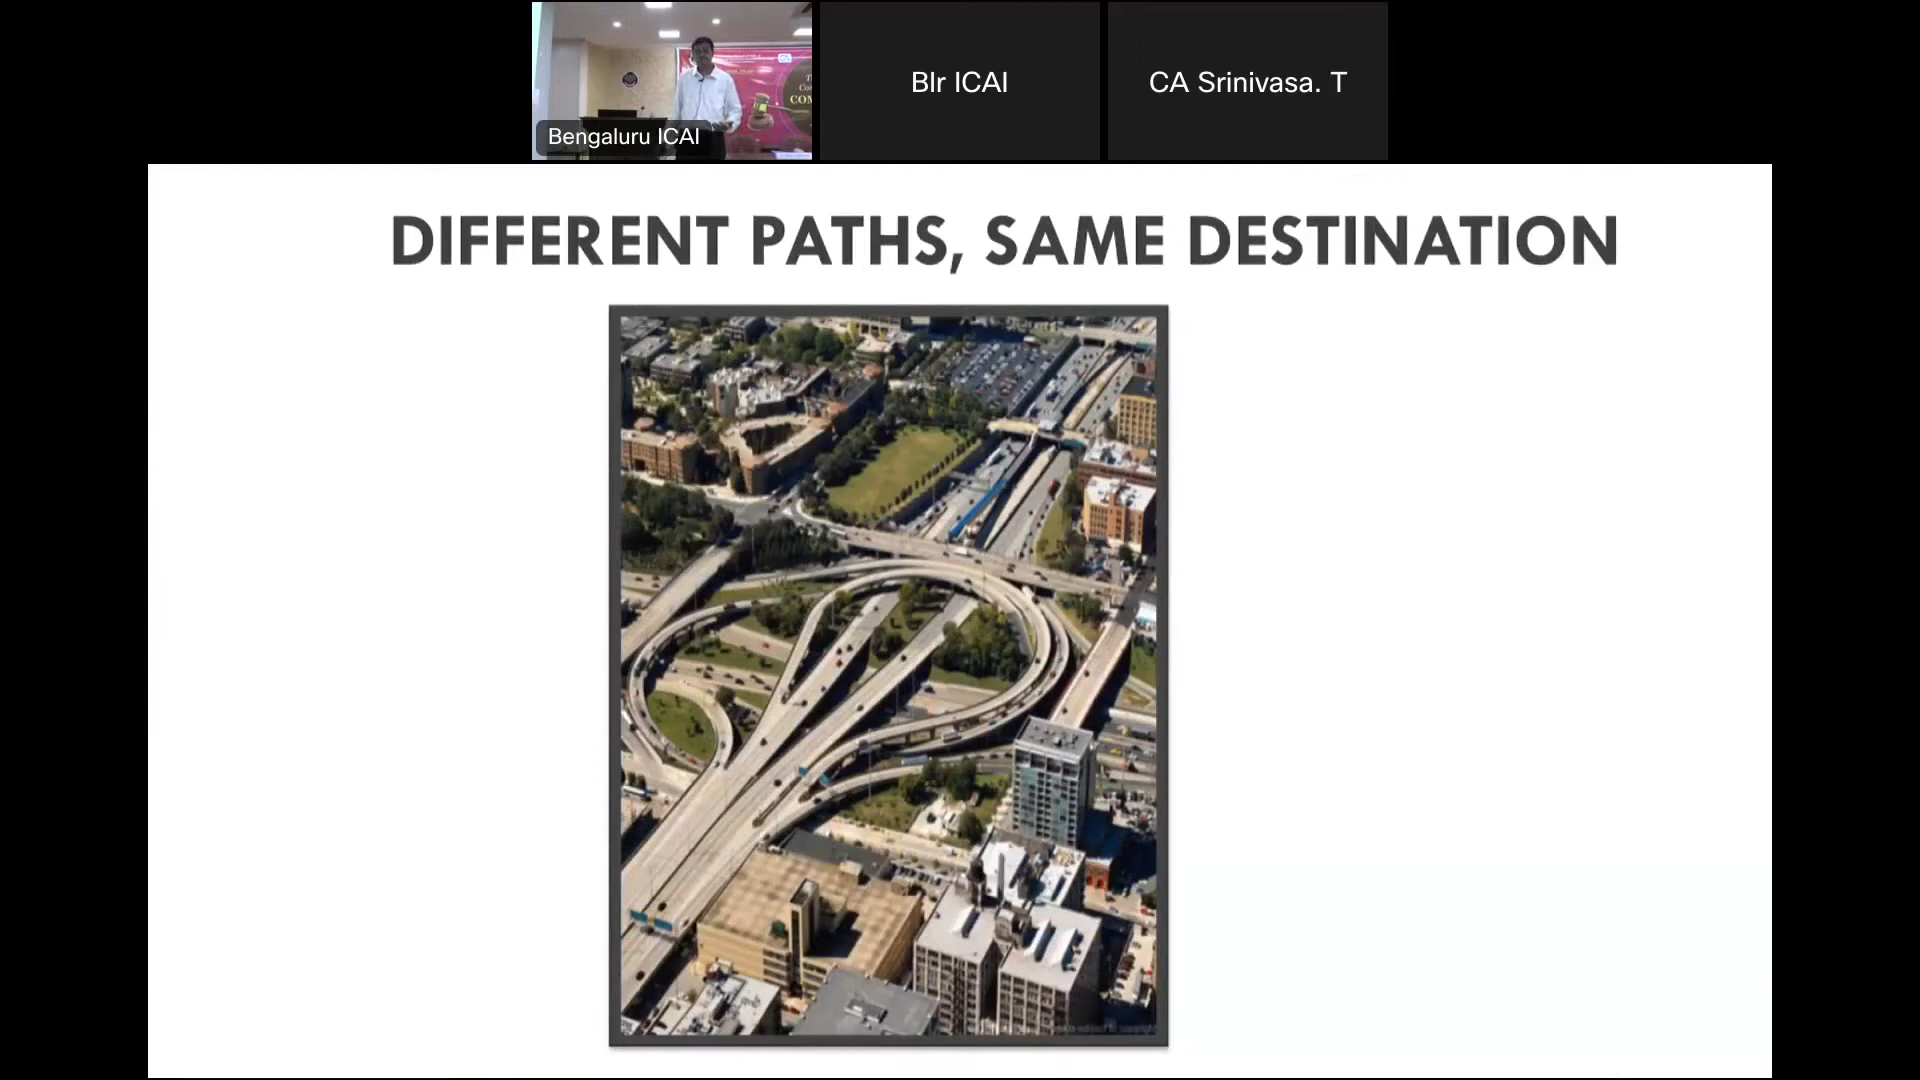 Bengaluru ICAI
Blr ICAI
CA Srinivasa. T
DIFFERENT PATHS, SAME DESTINATION